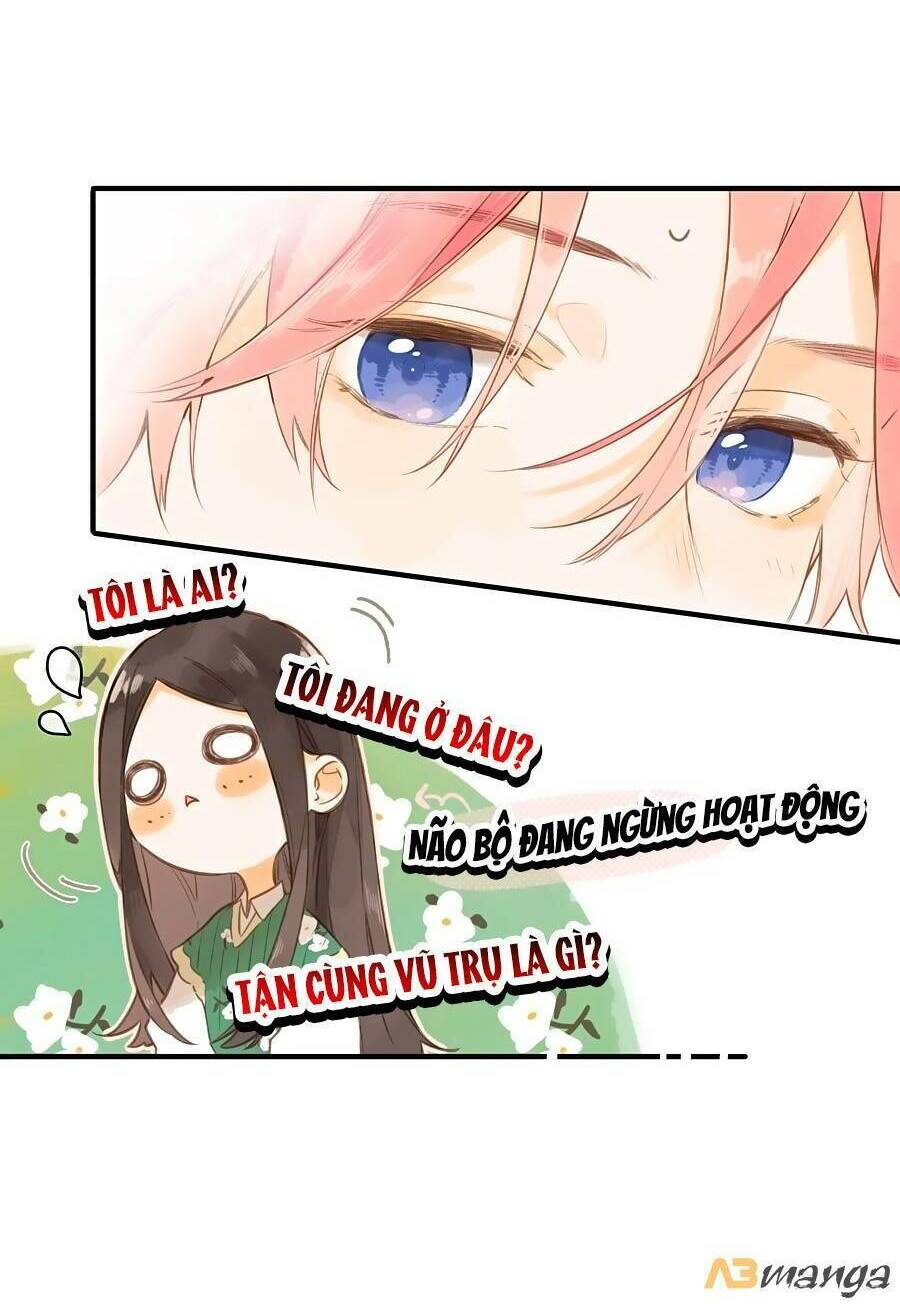 TÔI LÀ AI?
TÔI ĐANG Ở ĐÂU?
NÃO BỘ ĐANG NGỪNG HOẠT ĐỘNG
TẬN CÙNG VŨ TRỤ LÀ GÌ?
A3manga